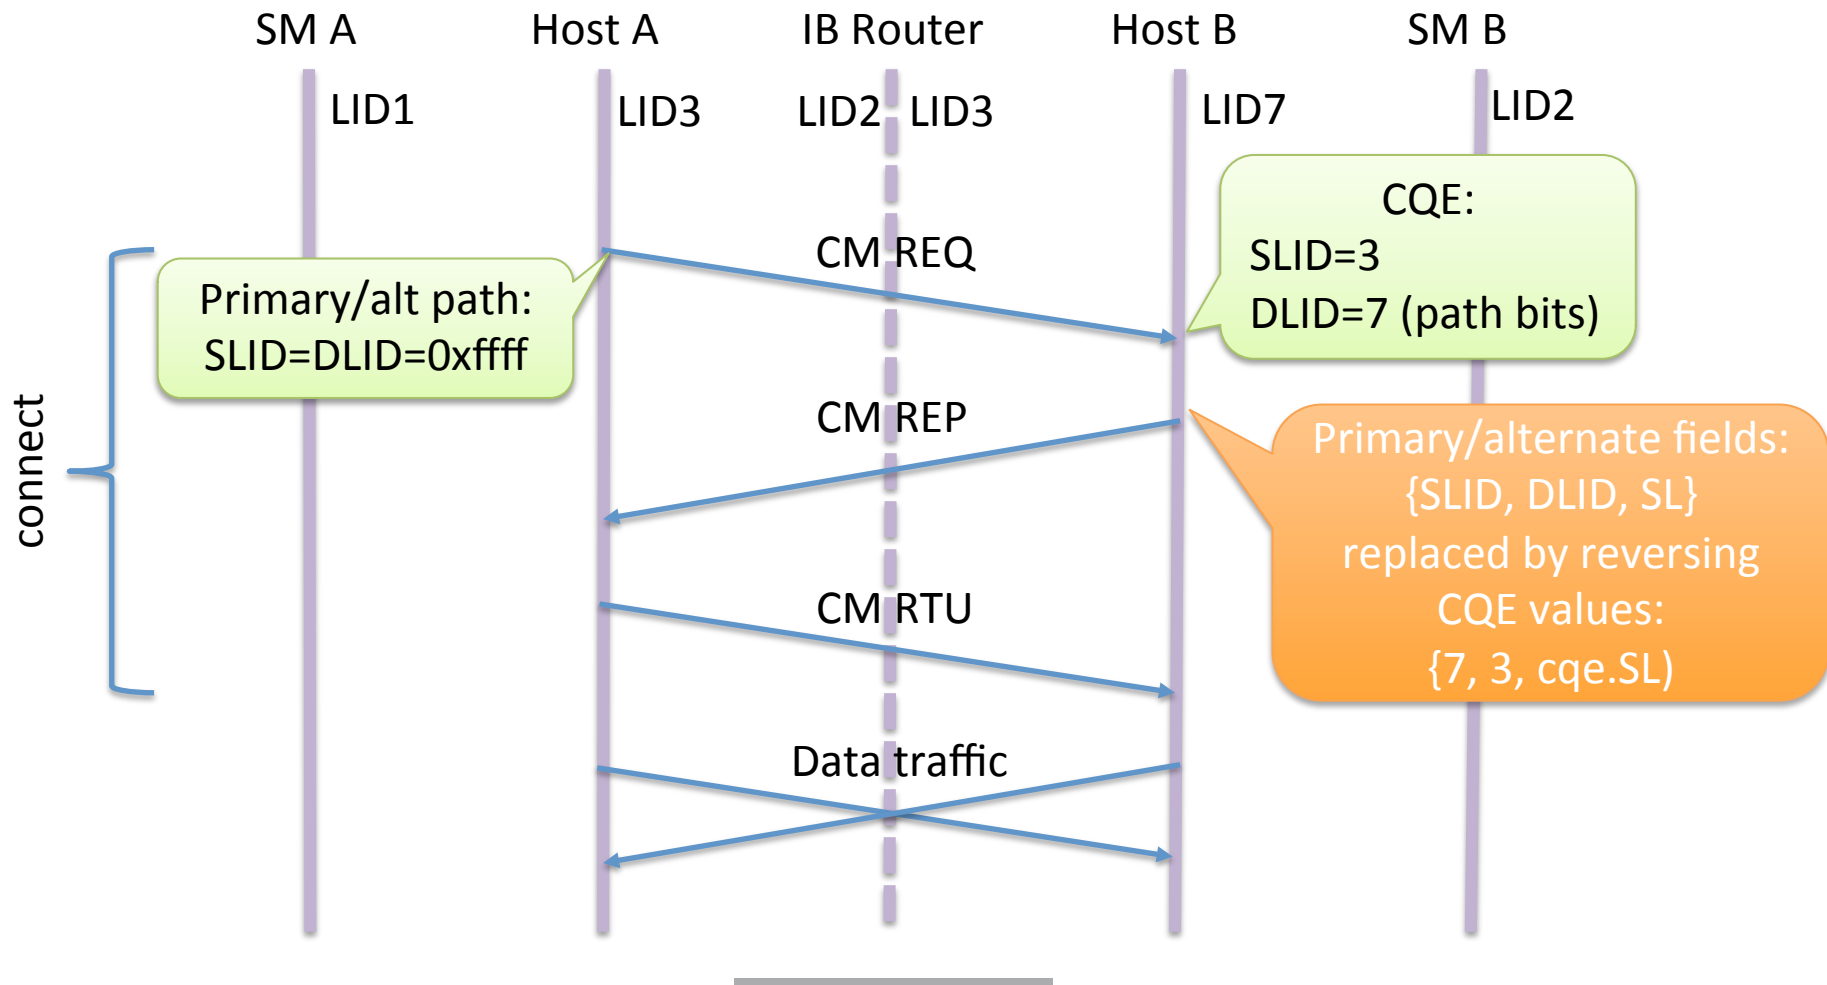 SM A
Host A
IB Router
Host B
SM B
LID1
LID3
LID2
LID3
LID7
LID2
CQE:
SLID=3
DLID=7 (path bits)
CM REQ
Primary/alt path:
SLID=DLID=0xffff
connect
CM REP
Primary/alternate fields:
{SLID, DLID, SL}
replaced by reversing
CQE values:
{7, 3, cqe.SL)
CM RTU
Data traffic